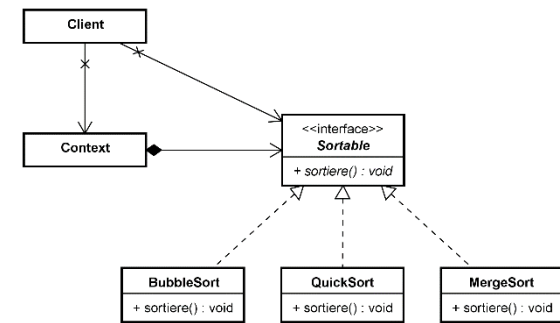 Client
Context
<<interface>>
Sortable
+ sortiere() : void
BubbleSort
+ sortiere() : void
QuickSort
+ sortiere() : void
MergeSort
+ sortiere() : void